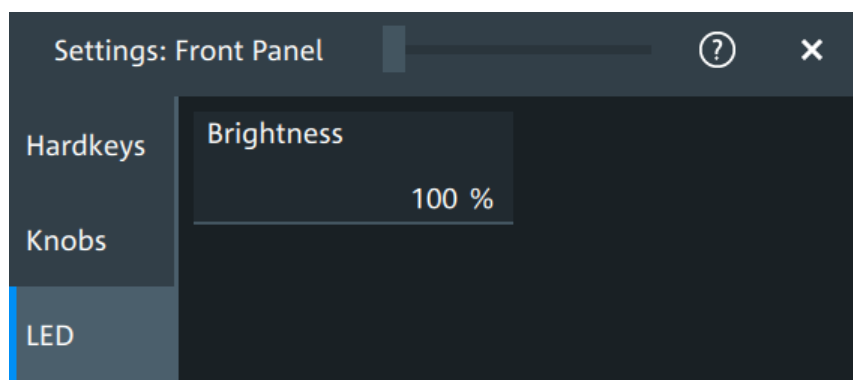 Settings: Front Panel
?
×
Hardkeys
Brightness
100 %
Knobs
LED